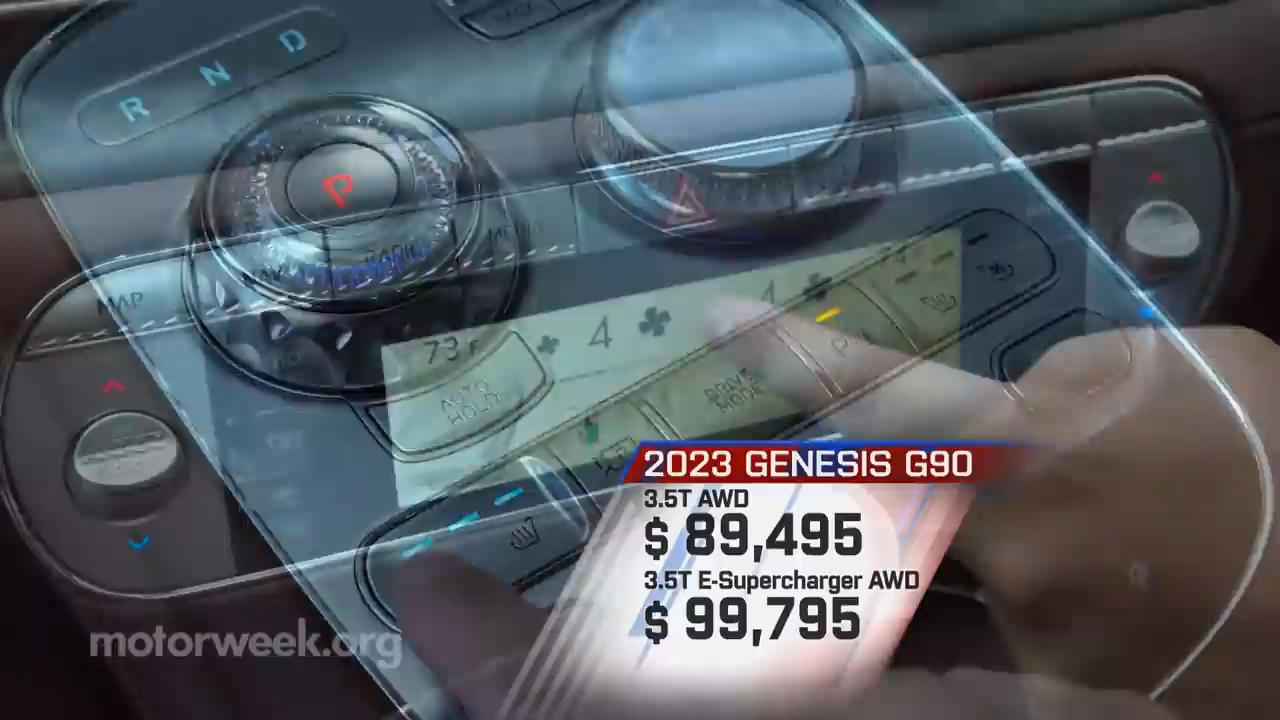 R N D
P
MAP
73 F
4
4
AUTO
HOLD
DRIVE
MODE
2023 GENESIS G90
3.5T AWD
$ 89,495
3.5T E-Supercharger AWD
$ 99,795
motorweek.org